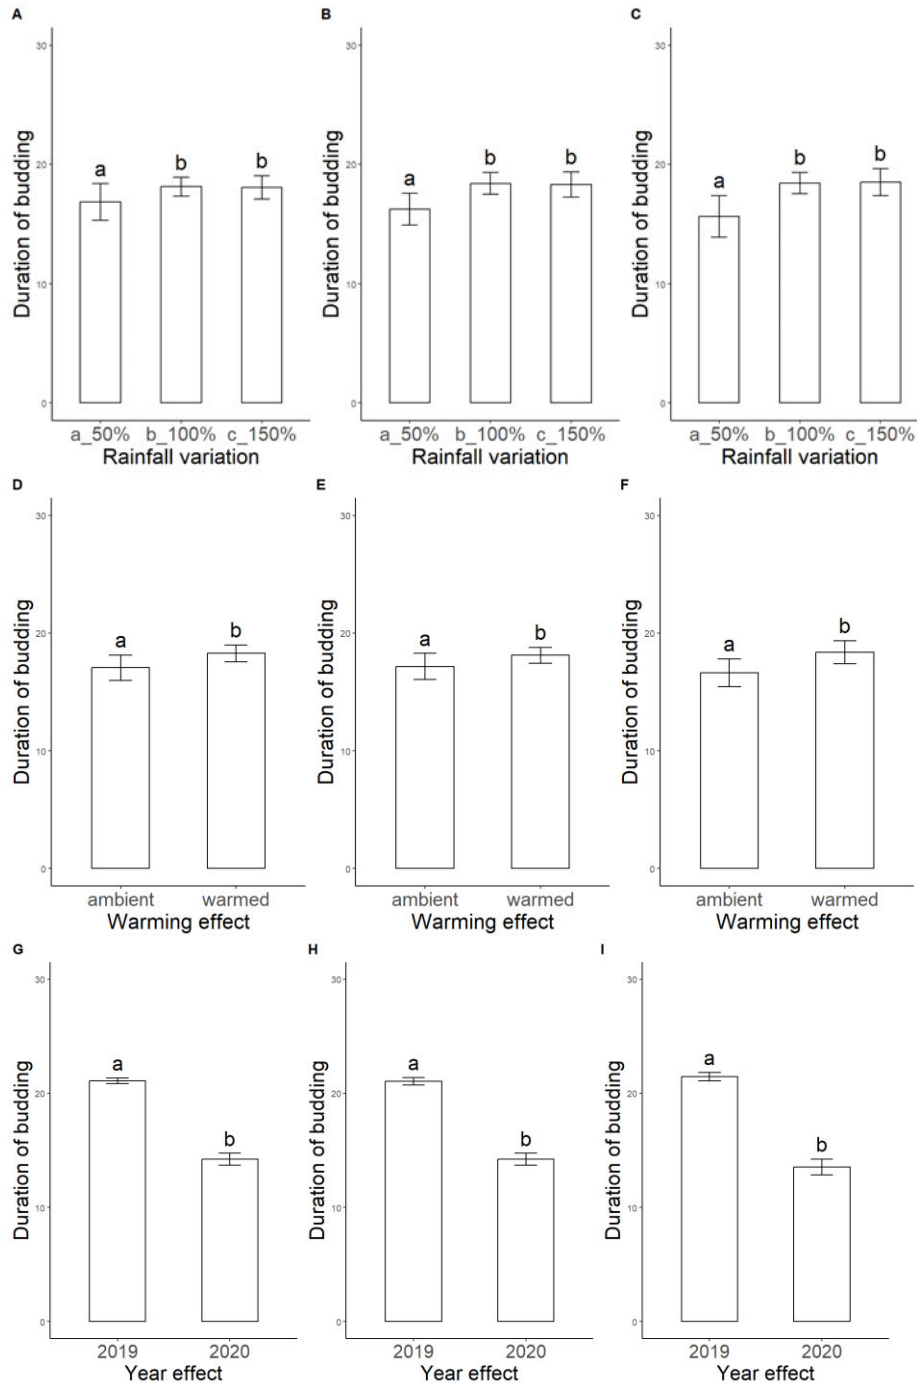 A B C
30 30 30
Duration of budding Duration of budding Duration of budding
a b b a b b a b b
20 20 20
10 10 10
0 0 0
a_50% b_100% c_150% a_50% b_100% c_150% a_50% b_100% c_150%
Rainfall variation Rainfall variation Rainfall variation
D E F
30 30 30
Duration of budding Duration of budding Duration of budding
a b a b a b
20 20 20
10 10 10
0 0 0
ambient warmed ambient warmed ambient warmed
Warming effect Warming effect Warming effect
G H I
30 30 30
Duration of budding Duration of budding Duration of budding
a a a
20 20 20
b b b
10 10 10
0 0 0
2019 2020 2019 2020 2019 2020
Year effect Year effect Year effect